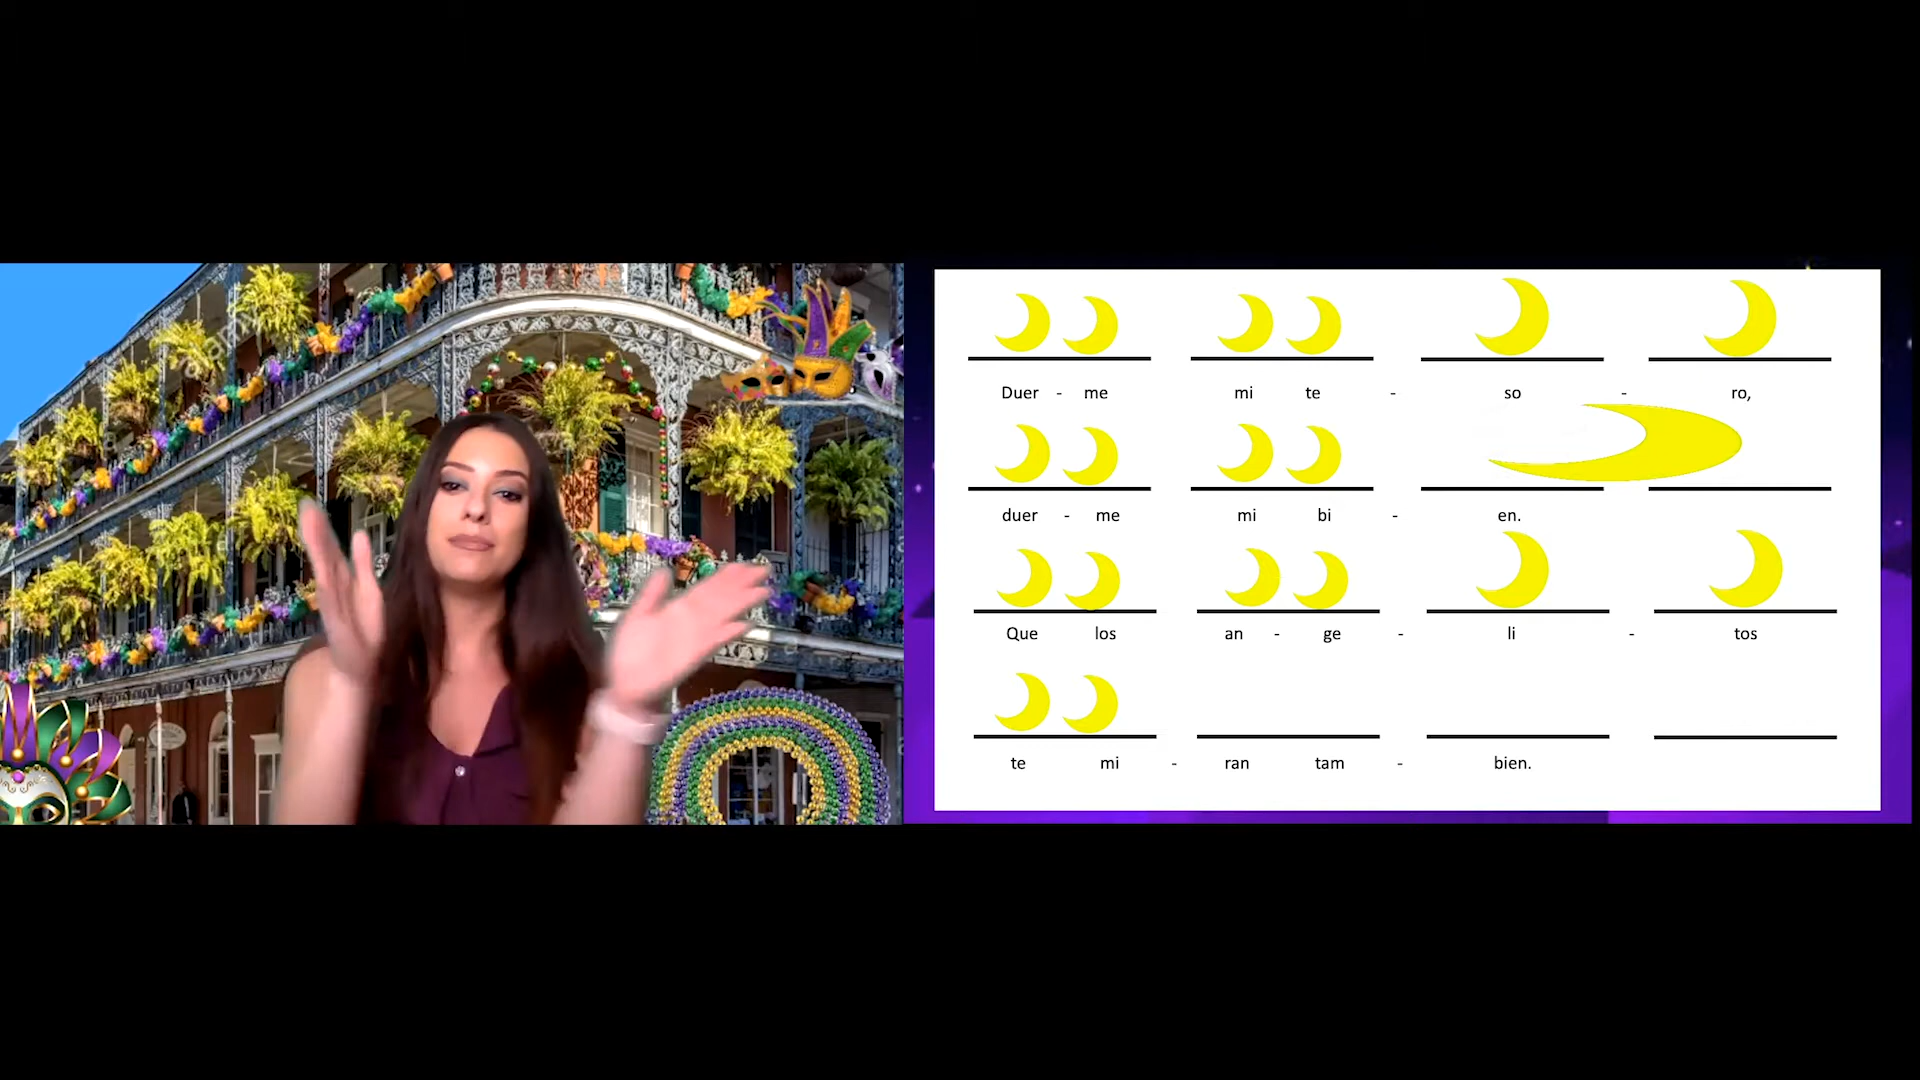 Duer - me mi te - so - ro,
duer - me mi bi - en.
Que los an - ge - li - tos
te mi - ran tam - bien.